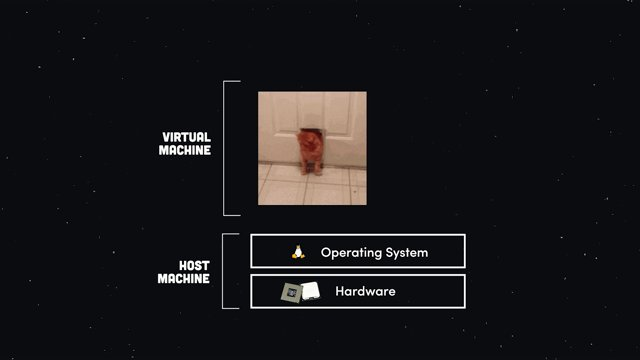 VIRTUAL
MACHINE
HOST
MACHINE
Operating System
Hardware